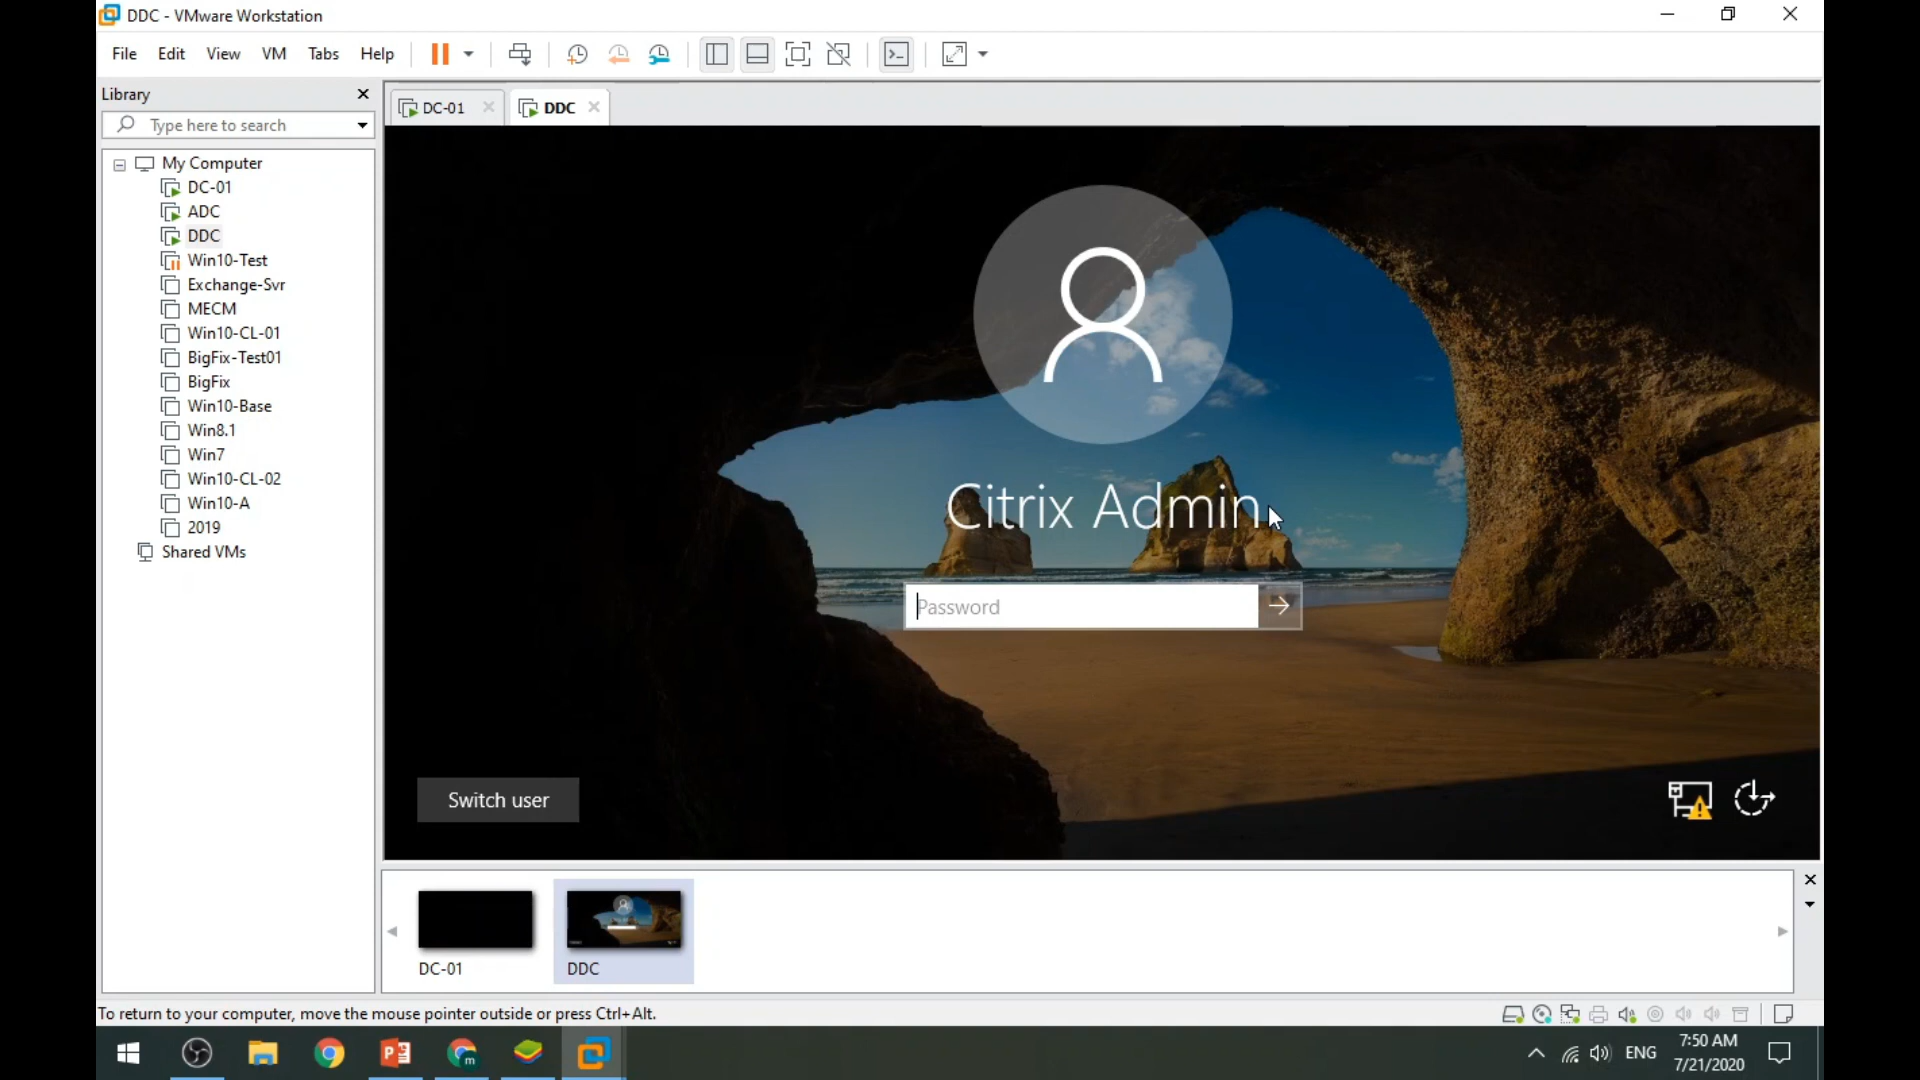 DDC - VMware Workstation
File Edit View VM Tabs Help
Library
Type here to search
My Computer
DC-01
ADC
DDC
Win10-Test
Exchange-Svr
MECM
Win10-CL-01
BigFix-Test01
BigFix
Win10-Base
Win8.1
Win7
Win10-CL-02
Win10-A
2019
Shared VMs
DC-01 DDC
Citrix Admin
Password
Switch user
DC-01 DDC
To return to your computer, move the mouse pointer outside or press Ctrl+Alt.
ENG
7:50 AM
7/21/2020